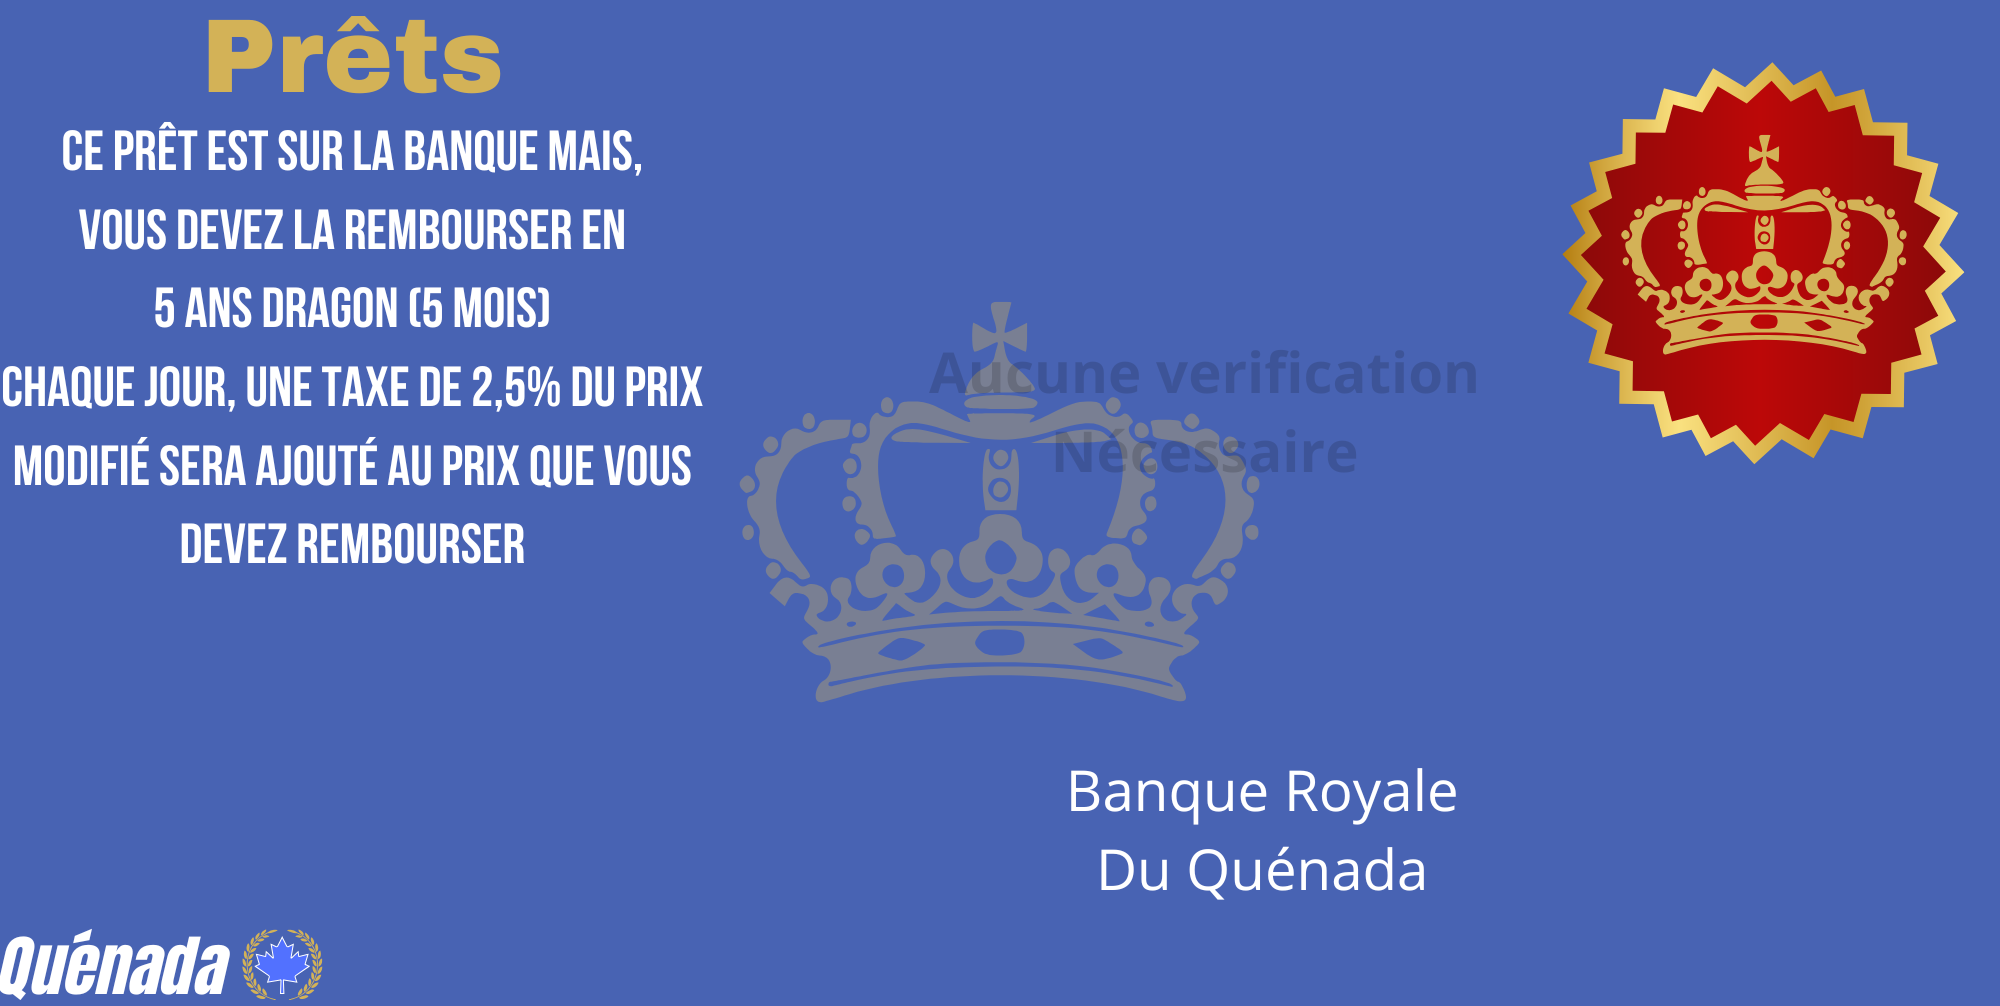 Prêts
CE PRÊT EST SUR LA BANQUE MAIS,
VOUS DEVEZ LA REMBOURSER EN
5 ANS DRAGON (5 MOIS)
CHAQUE JOUR, UNE TAXE DE 2,5% DU PRIX
MODIFIÉ SERA AJOUTÉ AU PRIX QUE VOUS
DEVEZ REMBOURSER
Aucune verification
Nécessaire
Banque Royale
Du Quénada
Quénada